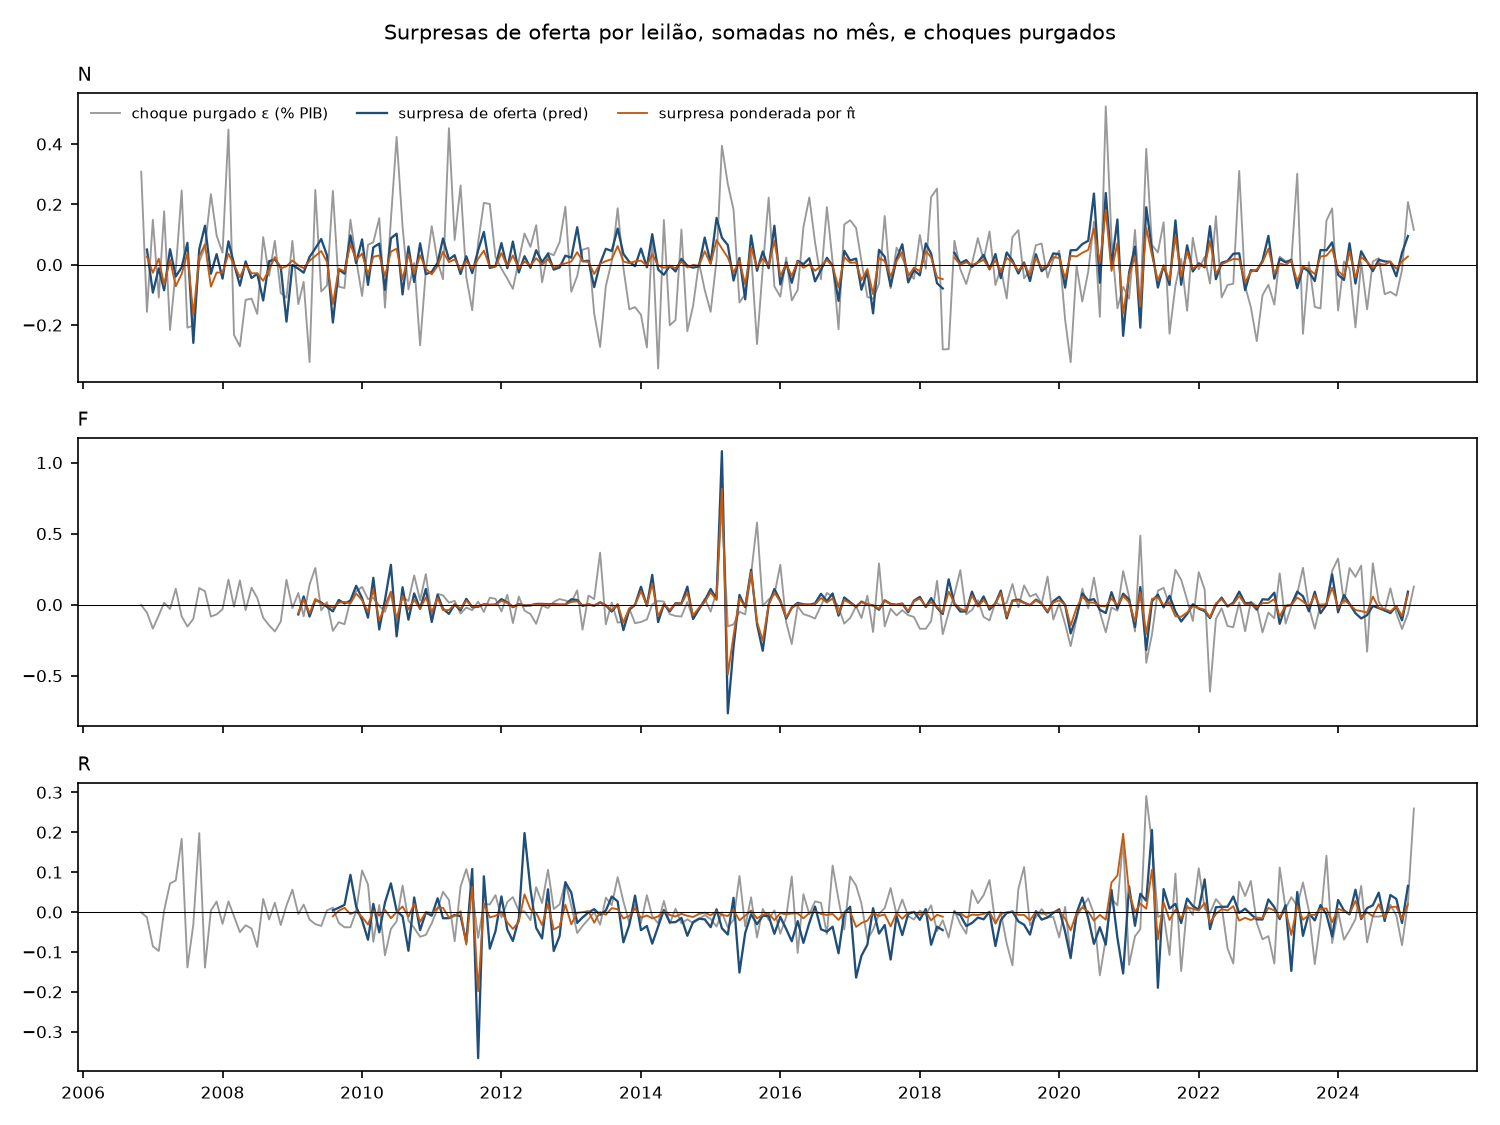 Surpresas de oferta por leilão, somadas no mês, e choques purgados
N
choque purgado ε (% PIB) surpresa de oferta (pred) surpresa ponderada por π̂
0.4
0.2
0.0
−0.2
F
1.0
0.5
0.0
−0.5
R
0.3
0.2
0.1
0.0
−0.1
−0.2
−0.3
2006 2008 2010 2012 2014 2016 2018 2020 2022 2024